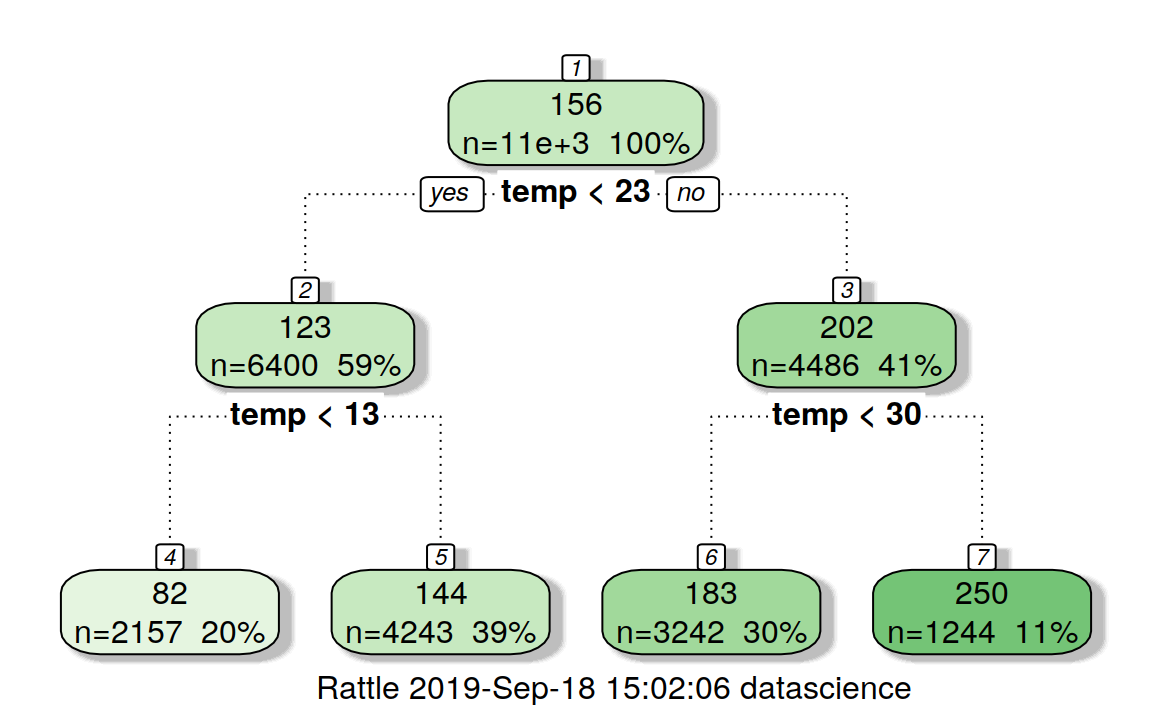 1
156
n=11e+3 100%
yes temp < 23 no
2 3
123 202
n=6400 59% n=4486 41%
temp < 13 temp < 30
4 5 6 7
82 144 183 250
n=2157 20% n=4243 39% n=3242 30% n=1244 11%
Rattle 2019-Sep-18 15:02:06 datascience